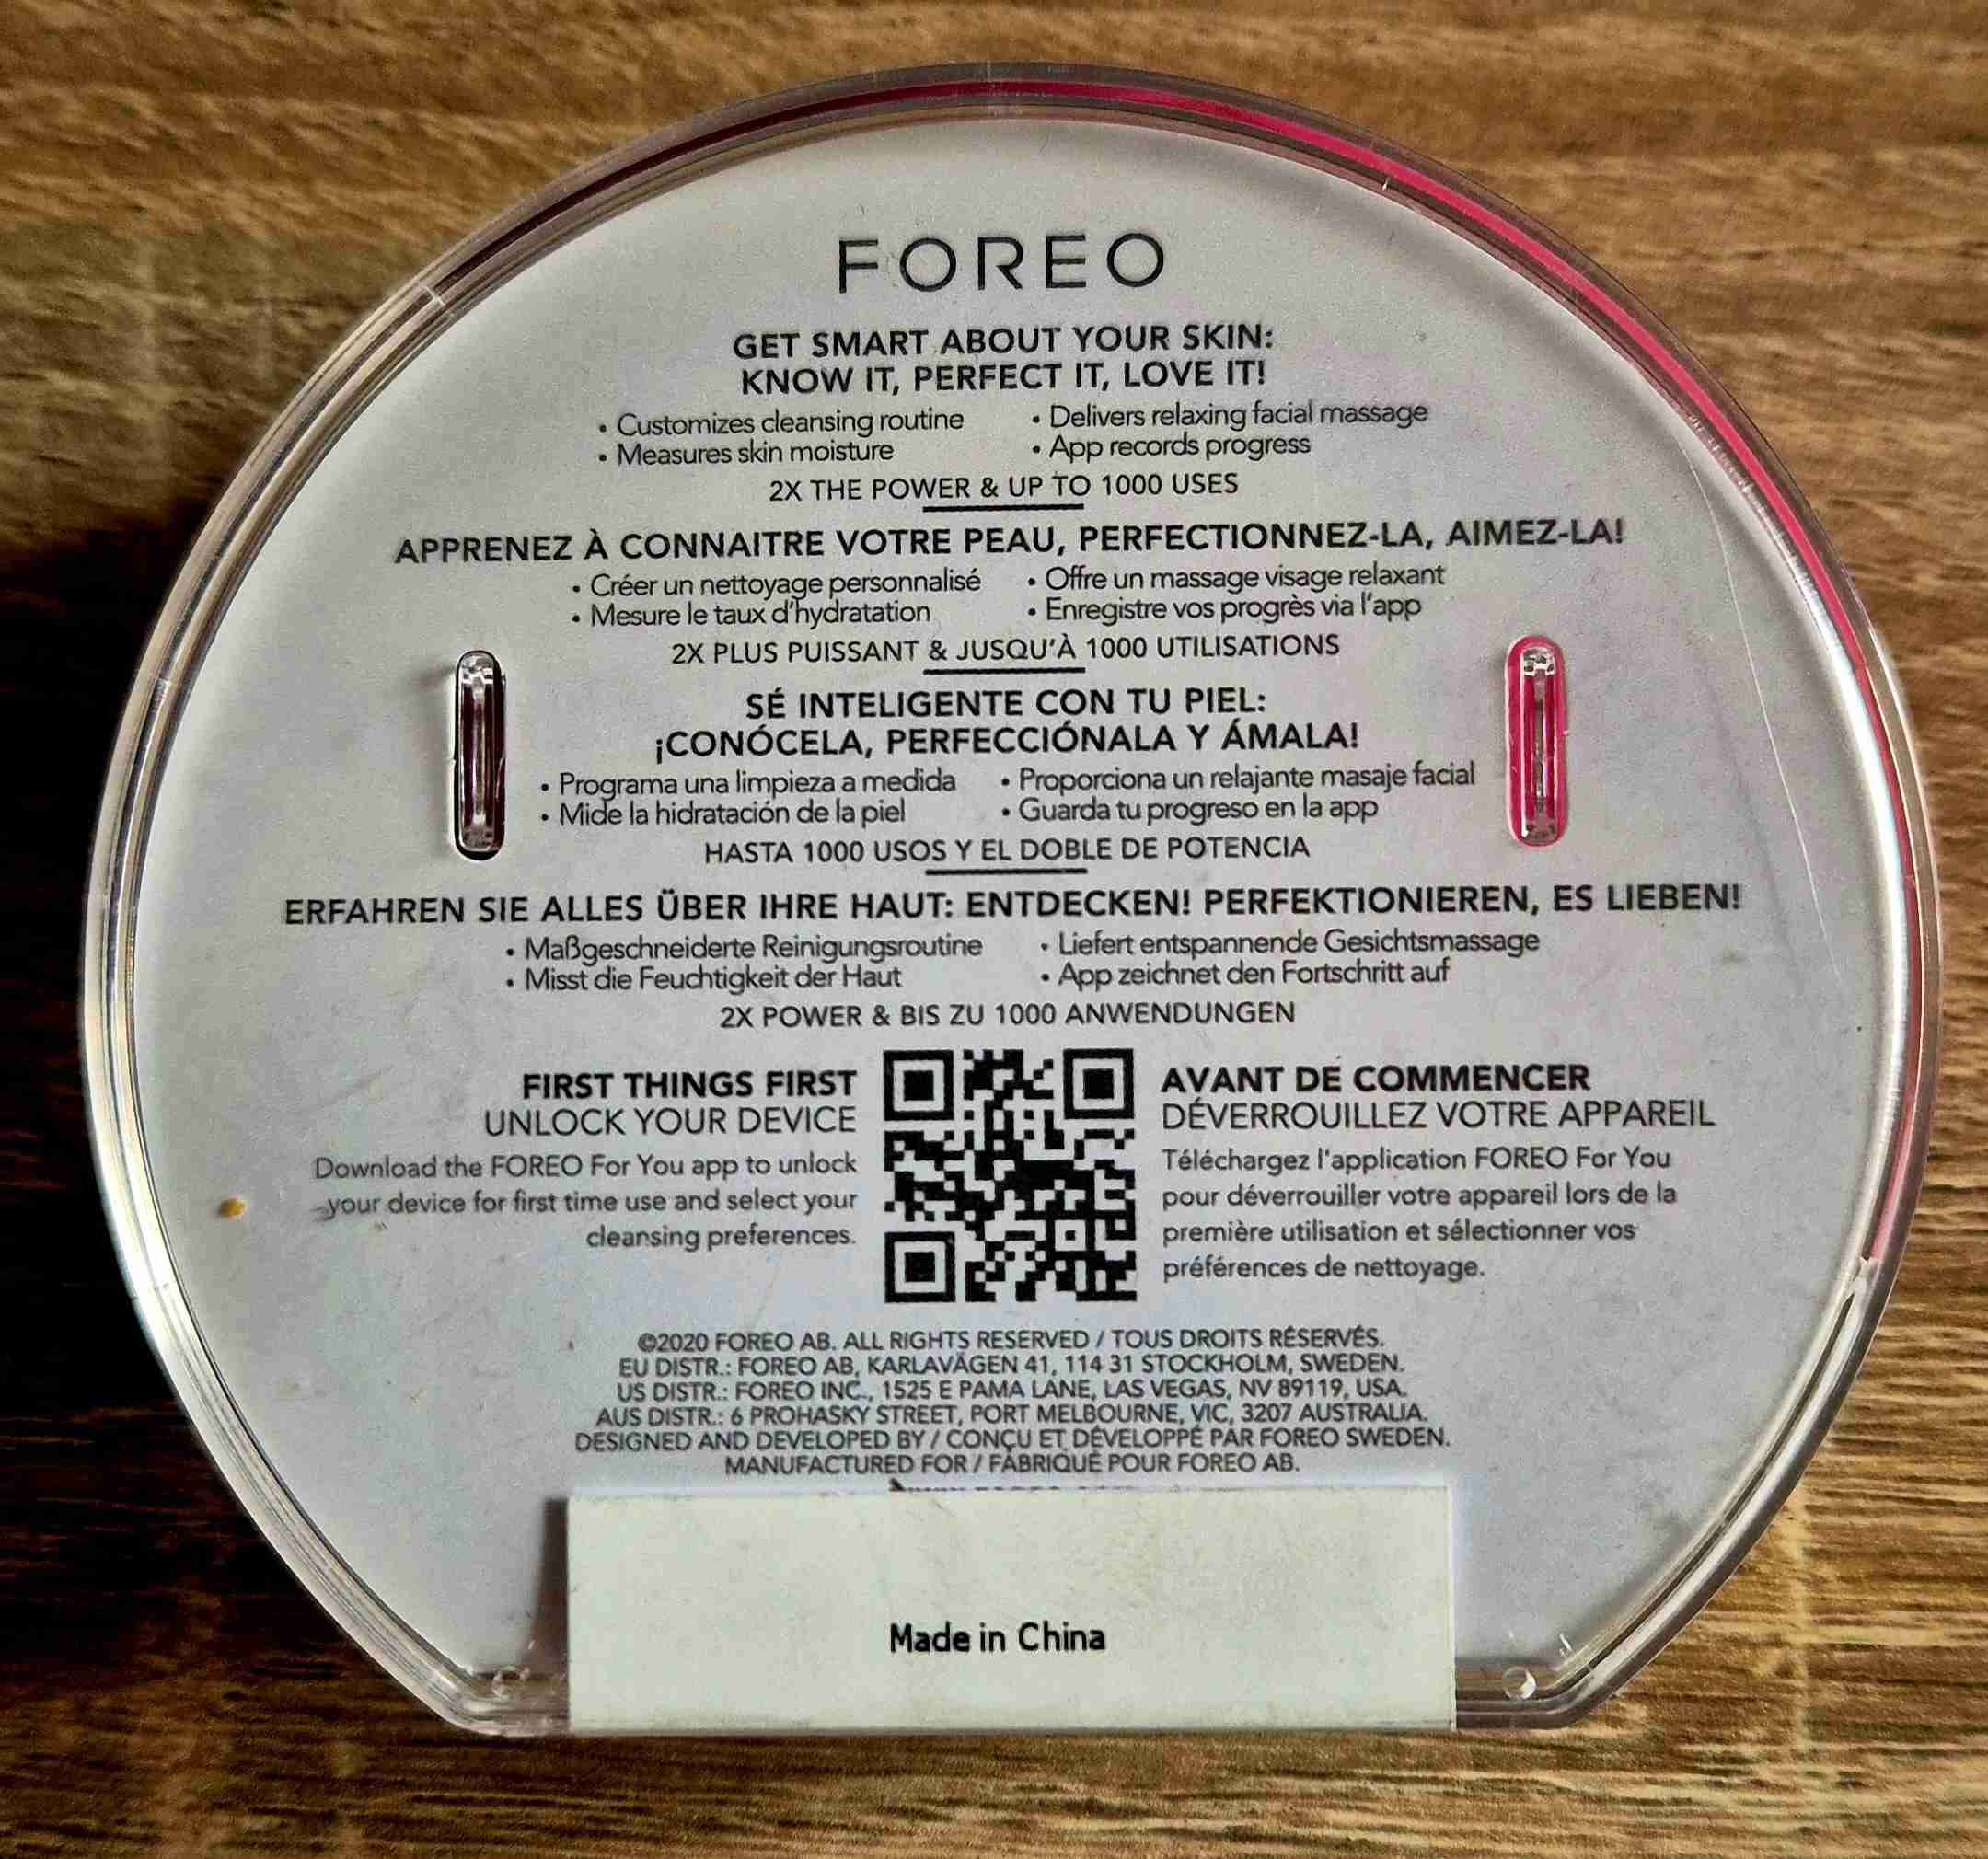 FOREO
GET SMART ABOUT YOUR SKIN:
KNOW IT, PERFECT IT, LOVE IT!
• Customizes cleansing routine
• Measures skin moisture
• Delivers relaxing facial massage
• App records progress
2X THE POWER & UP TO 1000 USES
APPRENEZ À CONNAITRE VOTRE PEAU, PERFECTIONNEZ-LA, AIMEZ-LA!
• Créer un nettoyage personnalisé
• Mesure le taux d'hydratation
• Offre un massage visage relaxant
• Enregistre vos progrès via l'app
2X PLUS PUISSANT & JUSQU'À 1000 UTILISATIONS
SÉ INTELIGENTE CON TU PIEL:
¡CONÓCELA, PERFECCIÓNALA Y ÁMALA!
• Programa una limpieza a medida
• Mide la hidratación de la piel
• Proporciona un relajante masaje facial
• Guarda tu progreso en la app
HASTA 1000 USOS Y EL DOBLE DE POTENCIA
ERFAHREN SIE ALLES ÜBER IHRE HAUT: ENTDECKEN! PERFEKTIONIEREN, ES LIEBEN!
• Maßgeschneiderte Reinigungsroutine
• Misst die Feuchtigkeit der Haut
• Liefert entspannende Gesichtsmassage
• App zeichnet den Fortschritt auf
2X POWER & BIS ZU 1000 ANWENDUNGEN
FIRST THINGS FIRST
UNLOCK YOUR DEVICE
Download the FOREO For You app to unlock
your device for first time use and select your
cleansing preferences.
AVANT DE COMMENCER
DÉVERROUILLEZ VOTRE APPAREIL
Téléchargez l'application FOREO For You
pour déverrouiller votre appareil lors de la
première utilisation et sélectionner vos
préférences de nettoyage.
©2020 FOREO AB. ALL RIGHTS RESERVED / TOUS DROITS RÉSERVÉS.
EU DISTR.: FOREO AB, KARLAVÄGEN 41, 114 31 STOCKHOLM, SWEDEN.
US DISTR.: FOREO INC., 1525 E PAMA LANE, LAS VEGAS, NV 89119, USA.
AUS DISTR.: 6 PROHASKY STREET, PORT MELBOURNE, VIC, 3207 AUSTRALIA.
DESIGNED AND DEVELOPED BY / CONÇU ET DÉVELOPPÉ PAR FOREO SWEDEN.
MANUFACTURED FOR / FABRIQUÉ POUR FOREO AB.
Made in China